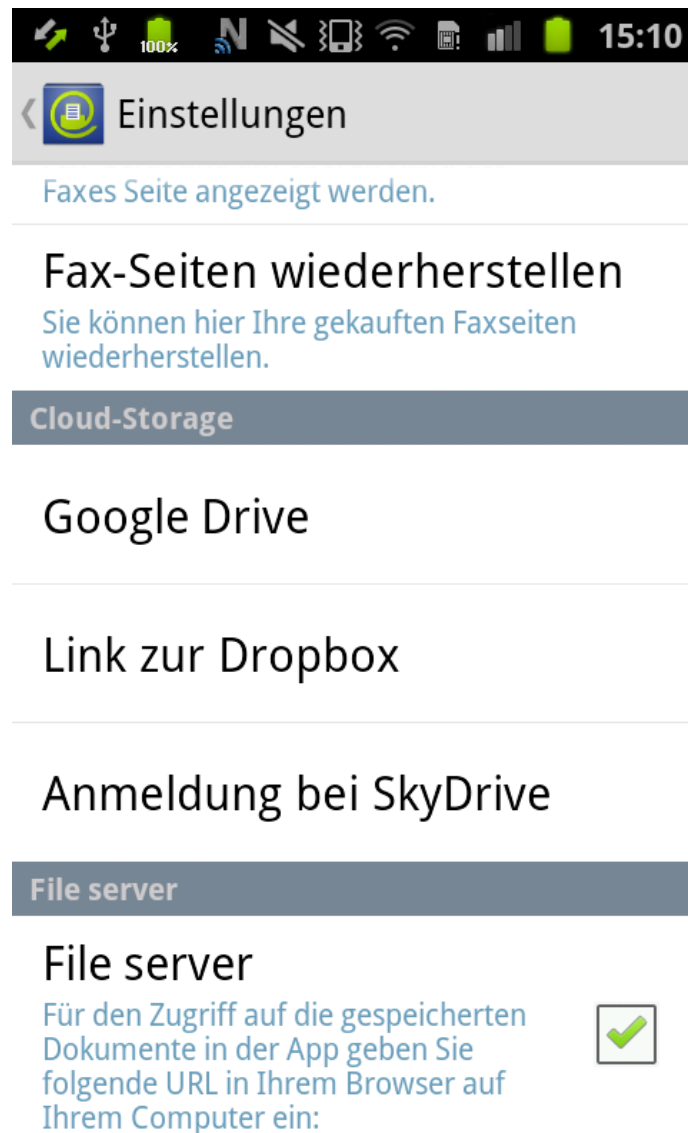 100%
15:10
Einstellungen
Faxes Seite angezeigt werden.
Fax-Seiten wiederherstellen
Sie können hier Ihre gekauften Faxseiten
wiederherstellen.
Cloud-Storage
Google Drive
Link zur Dropbox
Anmeldung bei SkyDrive
File server
File server
Für den Zugriff auf die gespeicherten
Dokumente in der App geben Sie
folgende URL in Ihrem Browser auf
Ihrem Computer ein: